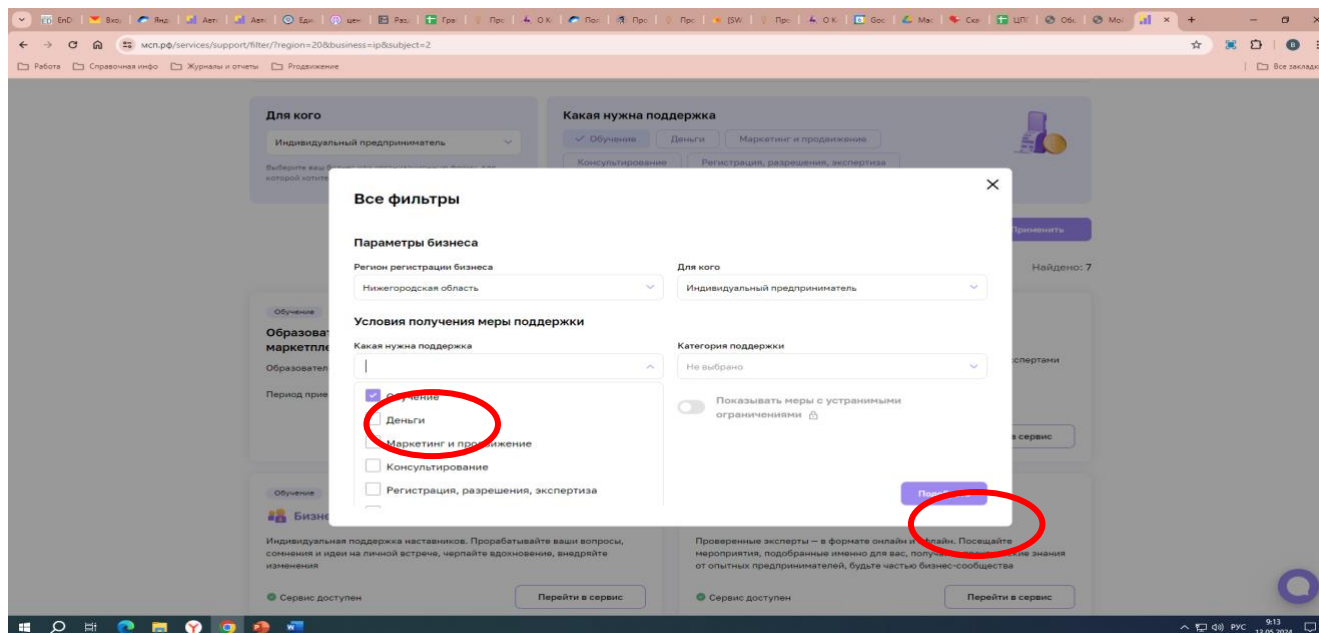 мсп.рф/services/support/filter/?region=20&business=ip&subject=2
Работа Справочная инфо Журналы и отчеты Продвижение
Все закладки
Для кого
Индивидуальный предприниматель
Какая нужна поддержка
Обучение Деньги Маркетинг и продвижение
Консультирование Регистрация, разрешения, экспертиза
Применить
Найдено: 7
Все фильтры
Параметры бизнеса
Регион регистрации бизнеса
Нижегородская область
Для кого
Индивидуальный предприниматель
Условия получения меры поддержки
Какая нужна поддержка
Обучение
Деньги
Маркетинг и продвижение
Консультирование
Регистрация, разрешения, экспертиза
Категория поддержки
Не выбрано
Показывать меры с устранимыми
ограничениями
Обучение
Период
в сервис
Обучение
Индивидуальная поддержка наставников. Прорабатывайте ваши вопросы,
сомнения и идеи на личной встрече, черпайте вдохновение, внедряйте
изменения
Сервис доступен
Перейти в сервис
Проверенные эксперты – в формате онлайн и офлайн. Посещайте
мероприятия, подобранные именно для вас, знания
от опытных предпринимателей, будьте частью бизнес-сообщества
Сервис доступен
Перейти в сервис
РУС
9:13
13.05.2024